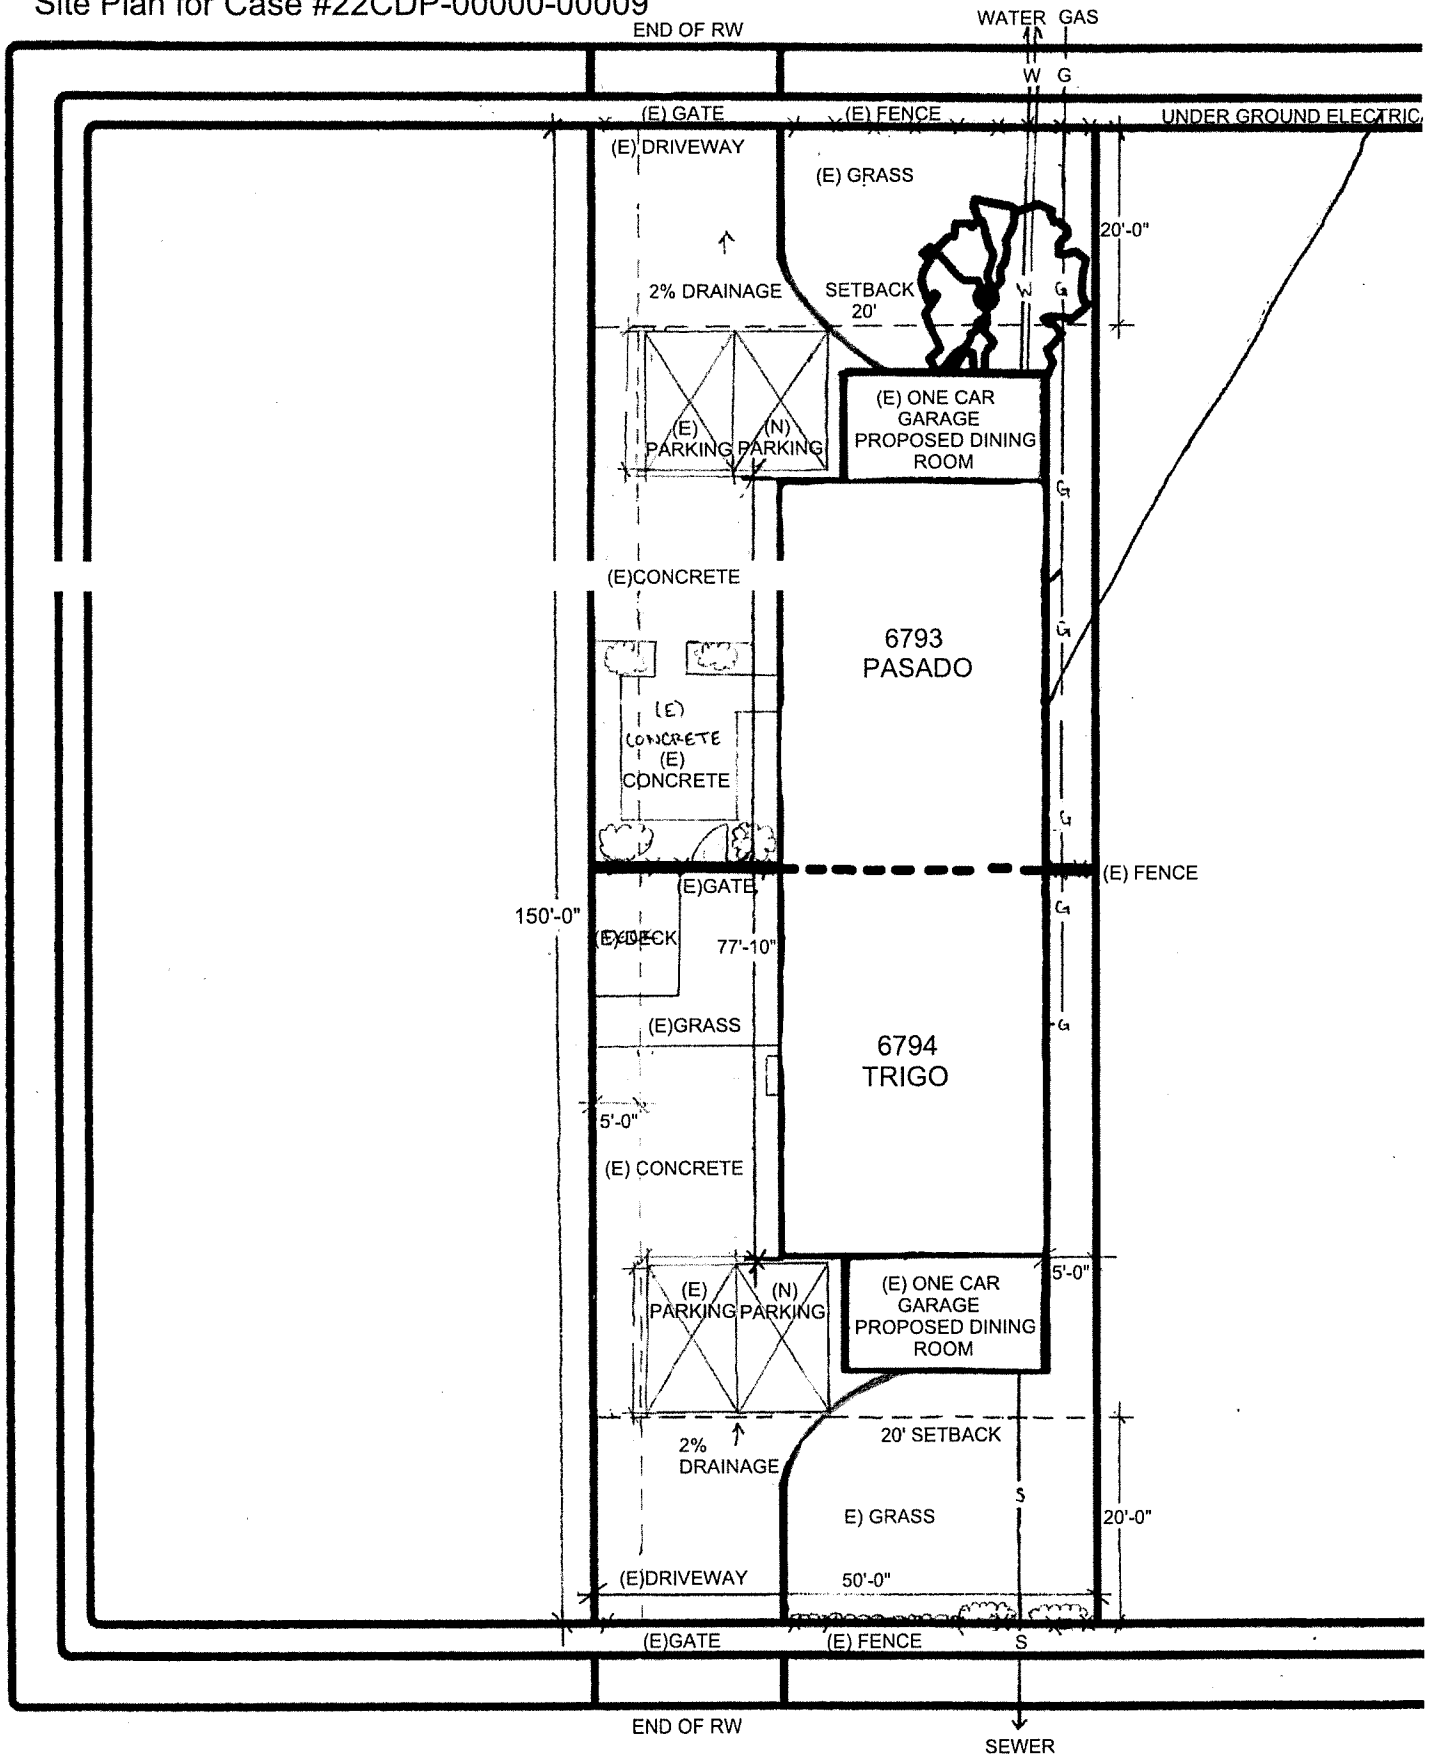 Site Plan for Case #22CDP-00000-00009
END OF RW
WATER GAS
W G
(E) GATE
(E) FENCE
UNDER GROUND ELECTRICA
(E) DRIVEWAY
(E) GRASS
20'-0"
2% DRAINAGE
SETBACK
20'
W G
(E) ONE CAR
GARAGE
PROPOSED DINING
ROOM
(E)
PARKING
(N)
PARKING
G
(E)CONCRETE
6793
PASADO
G
(E)
CONCRETE
(E)
CONCRETE
G
(E)GATE
(E) FENCE
150'-0"
(E) DECK
77'-10"
G
(E)GRASS
G
6794
TRIGO
5'-0"
(E) CONCRETE
5'-0"
(E)
PARKING
(N)
PARKING
(E) ONE CAR
GARAGE
PROPOSED DINING
ROOM
20' SETBACK
2%
DRAINAGE
S
E) GRASS
20'-0"
(E)DRIVEWAY
50'-0"
(E)GATE
(E) FENCE
S
END OF RW
SEWER